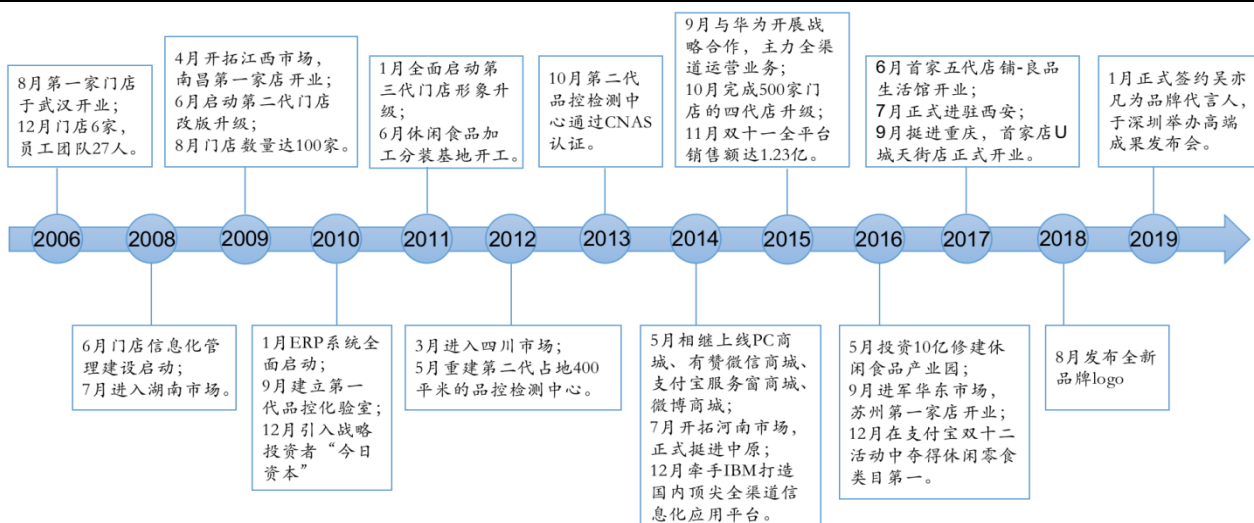 8月第一家门店
于武汉开业;
12月门店6家,
员工团队27人。
4月开拓江西市场,
南昌第一家店开业;
6月启动第二代门店
改版升级;
8月门店数量达100家。
1月全面启动第
三代门店形象升
级;
6月休闲食品加
工分装基地开工。
10月第二代
品控检测中
心通过CNAS
认证。
9月与华为开展战
略合作,主力全渠
道运营业务;
10月完成500家门
店的四代店升级;
11月双十一全平台
销售额达1.23亿。
6月首家五代店铺-良品
生活馆开业;
7月正式进驻西安;
9月挺进重庆,首家店U
城天街店正式开业。
1月正式签约吴亦
凡为品牌代言人,
于深圳举办高端
成果发布会。
2006 2008 2009 2010 2011 2012 2013 2014 2015 2016 2017 2018 2019
6月门店信息化管
理建设启动;
7月进入湖南市场。
1月ERP系统全
面启动;
9月建立第一
代品控化验室;
12月引入战略
投资者“今日
资本”
3月进入四川市场;
5月重建第二代占地400
平米的品控检测中心。
5月相继上线PC商
城、有赞微信商城、
支付宝服务窗商城、
微博商城;
7月开拓河南市场,
正式挺进中原;
12月牵手IBM打造
国内顶尖全渠道信
息化应用平台。
5月投资10亿修建休
闲食品产业园;
9月进军华东市场,
苏州第一家店开业;
12月在支付宝双十二
活动中夺得休闲零食
类目第一。
8月发布全新
品牌logo